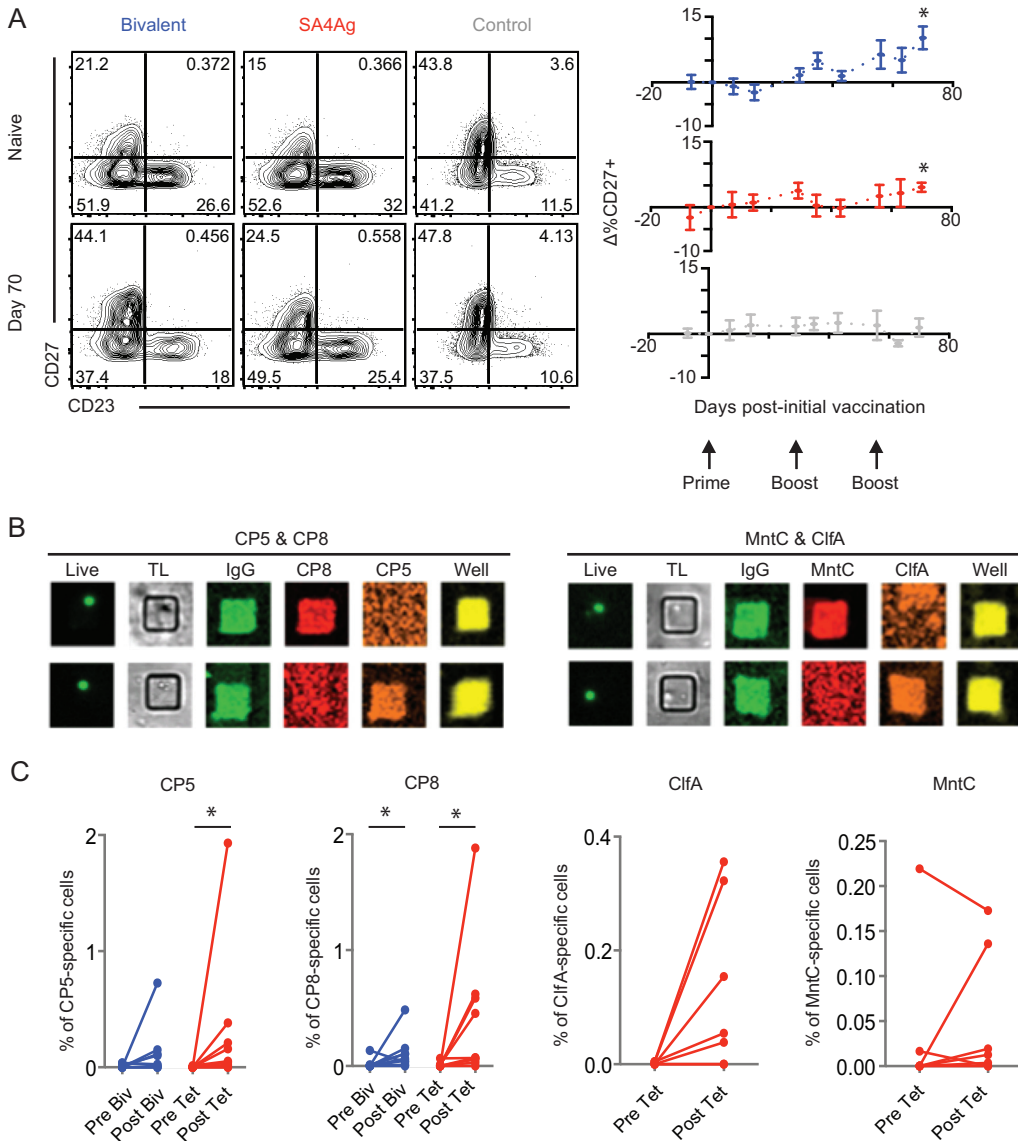 A
Bivalent SA4Ag Control
Naive
21.2 0.372 15 0.366 43.8 3.6
51.9 26.6 52.6 32 41.2 11.5
Day 70
44.1 0.456 24.5 0.558 47.8 4.13
37.4 18 49.5 25.4 37.5 10.6
CD27
CD23
Δ%CD27+
15 *
-20 80
-10
15 *
-20 80
-10
15
-20 80
-10
Days post-initial vaccination
Prime Boost Boost
B
CP5 & CP8 MntC & ClfA
Live TL IgG CP8 CP5 Well Live TL IgG MntC ClfA Well
C
CP5
% of CP5-specific cells
2
1
0
*
Pre Biv Post Biv Pre Tet Post Tet
CP8
% of CP8-specific cells
2
1
0
* *
Pre Biv Post Biv Pre Tet Post Tet
ClfA
% of ClfA-specific cells
0.4
0.2
0.0
Pre Tet Post Tet
MntC
% of MntC-specific cells
0.25
0.20
0.15
0.10
0.05
0.00
Pre Tet Post Tet